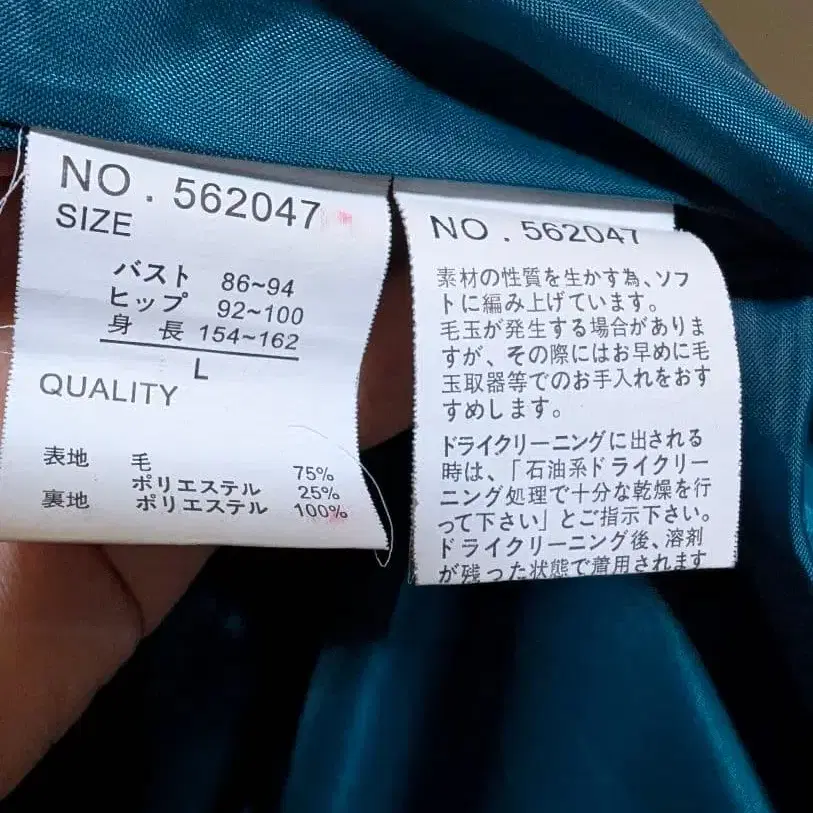 NO . 562047
SIZE
バスト 86~94
ヒップ 92~100
身 長 154~162
L
QUALITY
表地 毛 75%
ポリエステル 25%
裏地 ポリエステル 100%
NO . 562047
素材の性質を生かす為、ソフ
トに編み上げています。
毛玉が発生する場合がありま
すが、その際にはお早めに毛
玉取器等でのお手入れをおす
すめします。
ドライクリーニングに出される
時は、「石油系ドライクリー
ニング処理で十分な乾燥を行
って下さい」とご指示下さい。
ドライクリーニング後、溶剤
が残った状態で着用されます